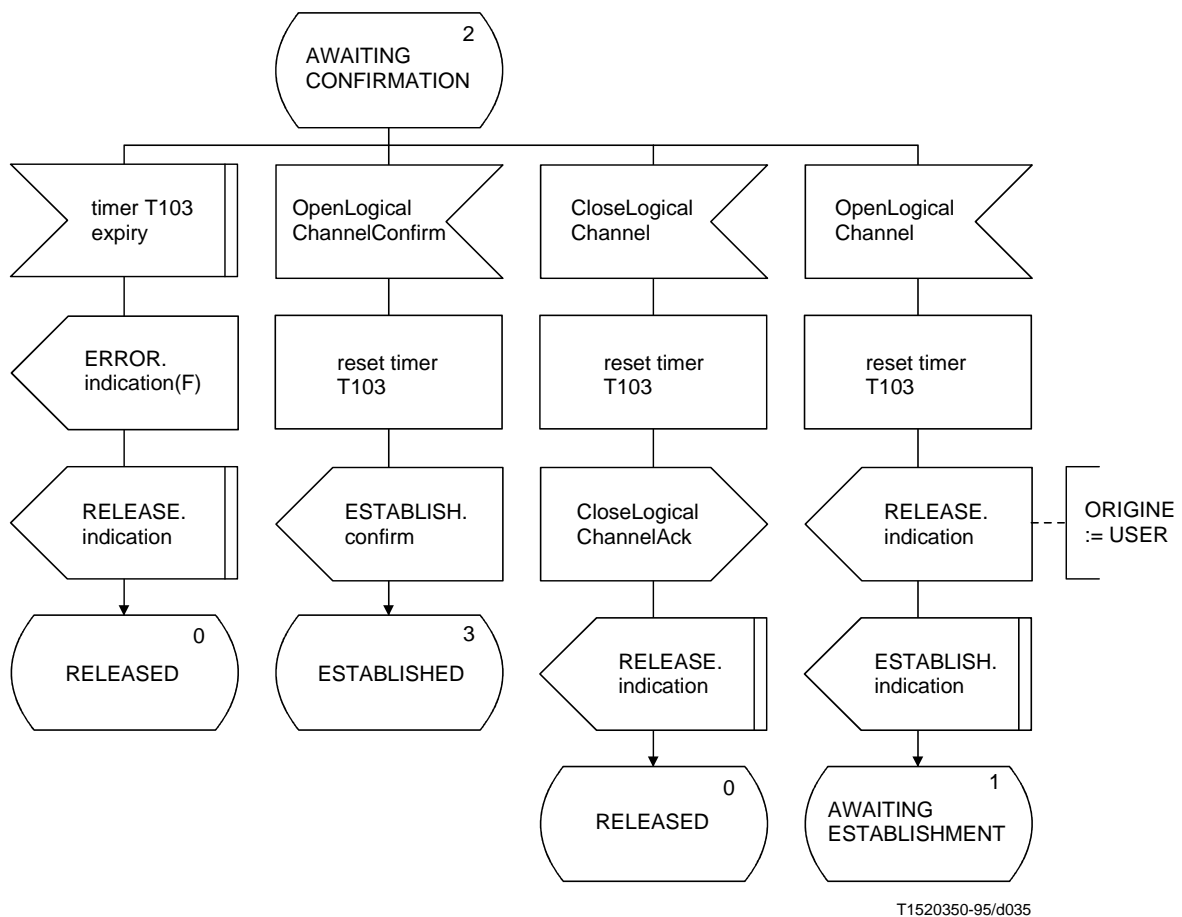 2
AWAITING
CONFIRMATION
timer T103
expiry
OpenLogical
ChannelConfirm
CloseLogical
Channel
OpenLogical
Channel
ERROR.
indication(F)
reset timer
T103
reset timer
T103
reset timer
T103
RELEASE.
indication
ESTABLISH.
confirm
CloseLogical
ChannelAck
RELEASE.
indication
ORIGINE
:= USER
0
RELEASED
3
ESTABLISHED
RELEASE.
indication
ESTABLISH.
indication
0
RELEASED
1
AWAITING
ESTABLISHMENT
T1520350-95/d035